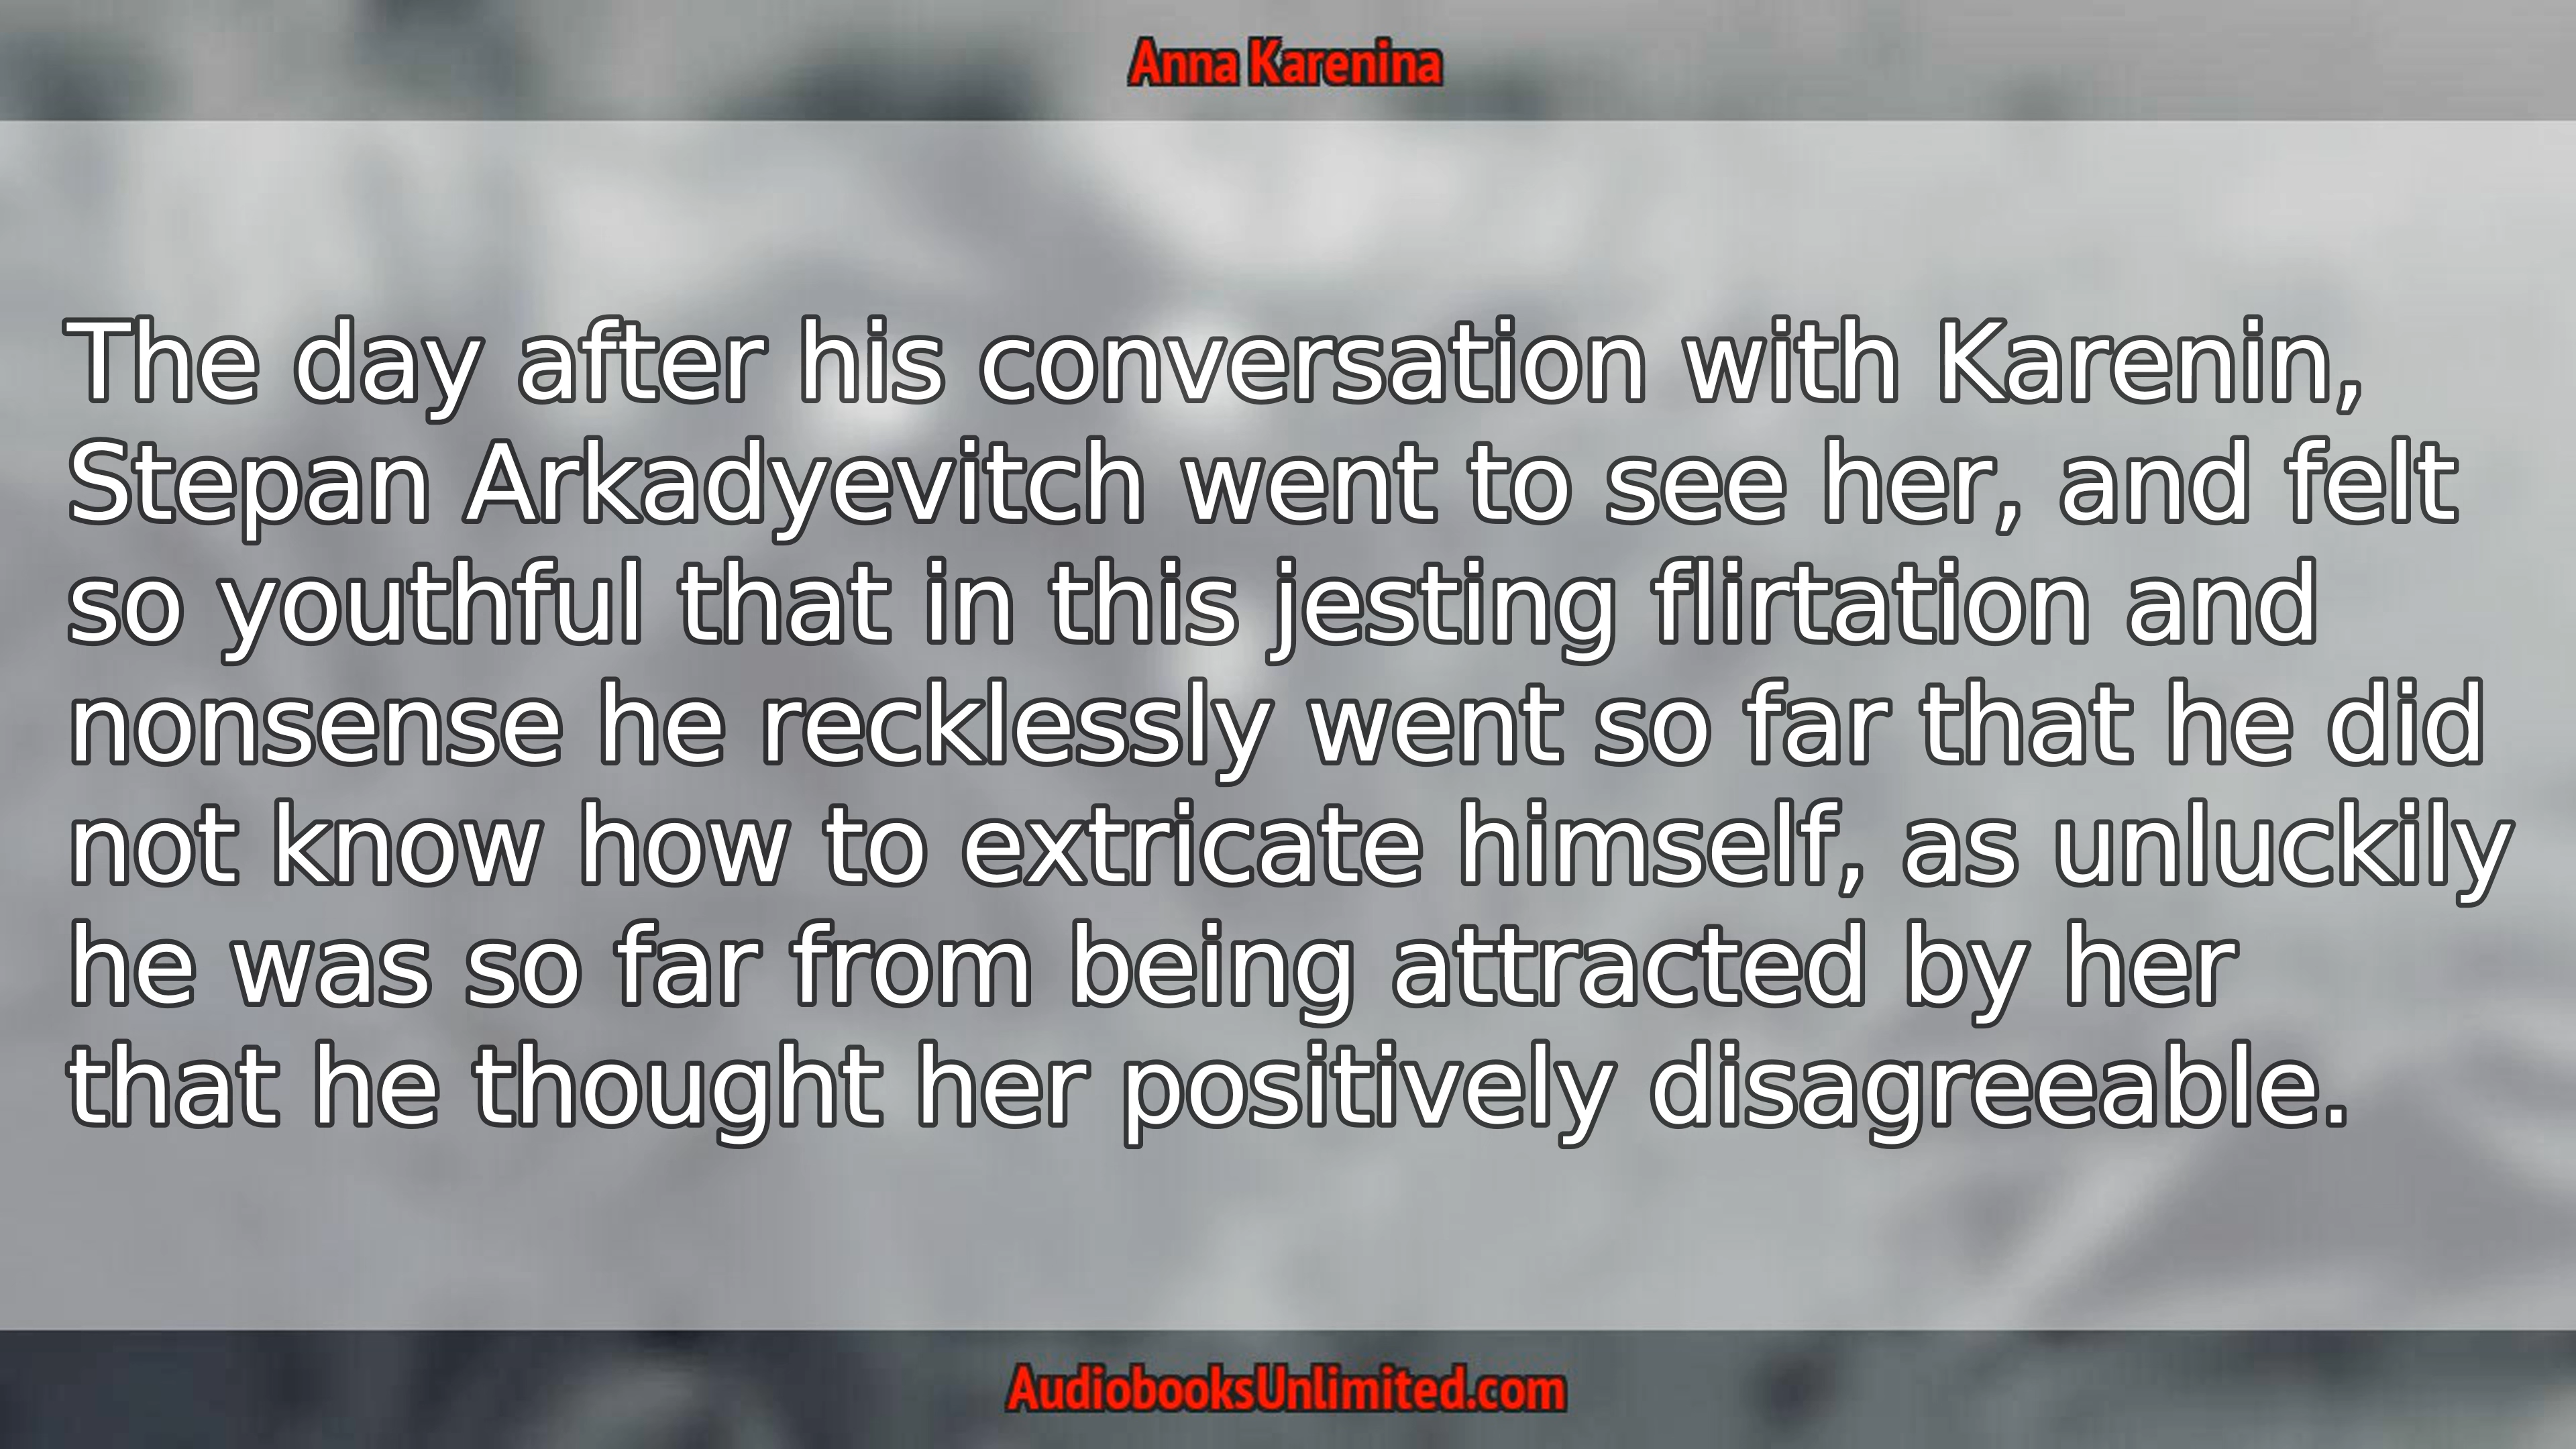 Anna Karenina
The day after his conversation with Karenin,
Stepan Arkadyevitch went to see her, and felt
so youthful that in this jesting flirtation and
nonsense he recklessly went so far that he did
not know how to extricate himself, as unluckily
he was so far from being attracted by her
that he thought her positively disagreeable.
AudiobooksUnlimited.com